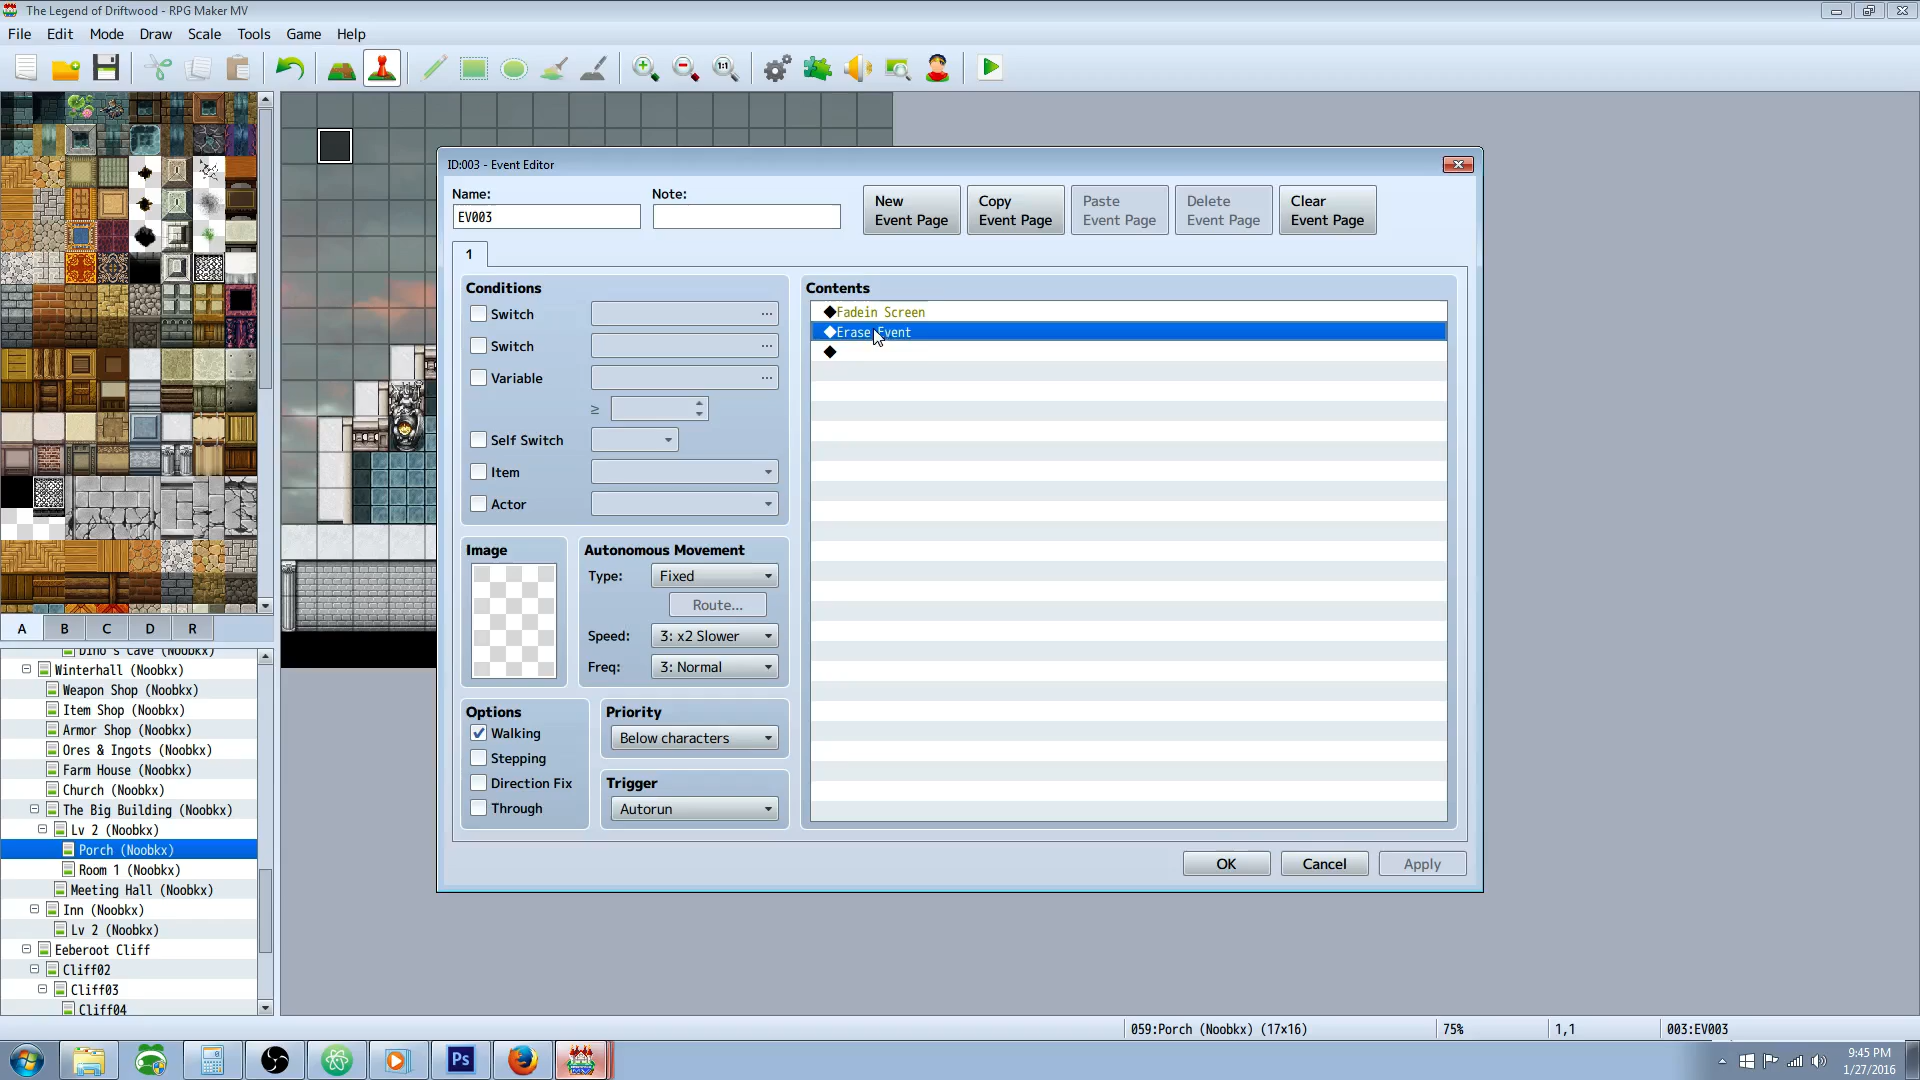 The Legend of Driftwood - RPG Maker MV
File Edit Mode Draw Scale Tools Game Help
1:1
ID:003 - Event Editor
Name: Note:
EV003
New Event Page
Copy Event Page
Paste Event Page
Delete Event Page
Clear Event Page
1
Conditions
Switch ...
Switch ...
Variable ...
≥
Self Switch
Item
Actor
Image
Autonomous Movement
Type: Fixed
Route...
Speed: 3: x2 Slower
Freq: 3: Normal
Options
Walking
Stepping
Direction Fix
Through
Priority
Below characters
Trigger
Autorun
Contents
◆Fadein Screen
◆Erase Event
◆
OK Cancel Apply
A B C D R
Dino's Cave (Noobkx)
Winterhall (Noobkx)
Weapon Shop (Noobkx)
Item Shop (Noobkx)
Armor Shop (Noobkx)
Ores & Ingots (Noobkx)
Farm House (Noobkx)
Church (Noobkx)
The Big Building (Noobkx)
Lv 2 (Noobkx)
Porch (Noobkx)
Room 1 (Noobkx)
Meeting Hall (Noobkx)
Inn (Noobkx)
Lv 2 (Noobkx)
Eeberoot Cliff
Cliff02
Cliff03
Cliff04
059:Porch (Noobkx) (17x16) 75% 1,1 003:EV003
Ps
9:45 PM
1/27/2016